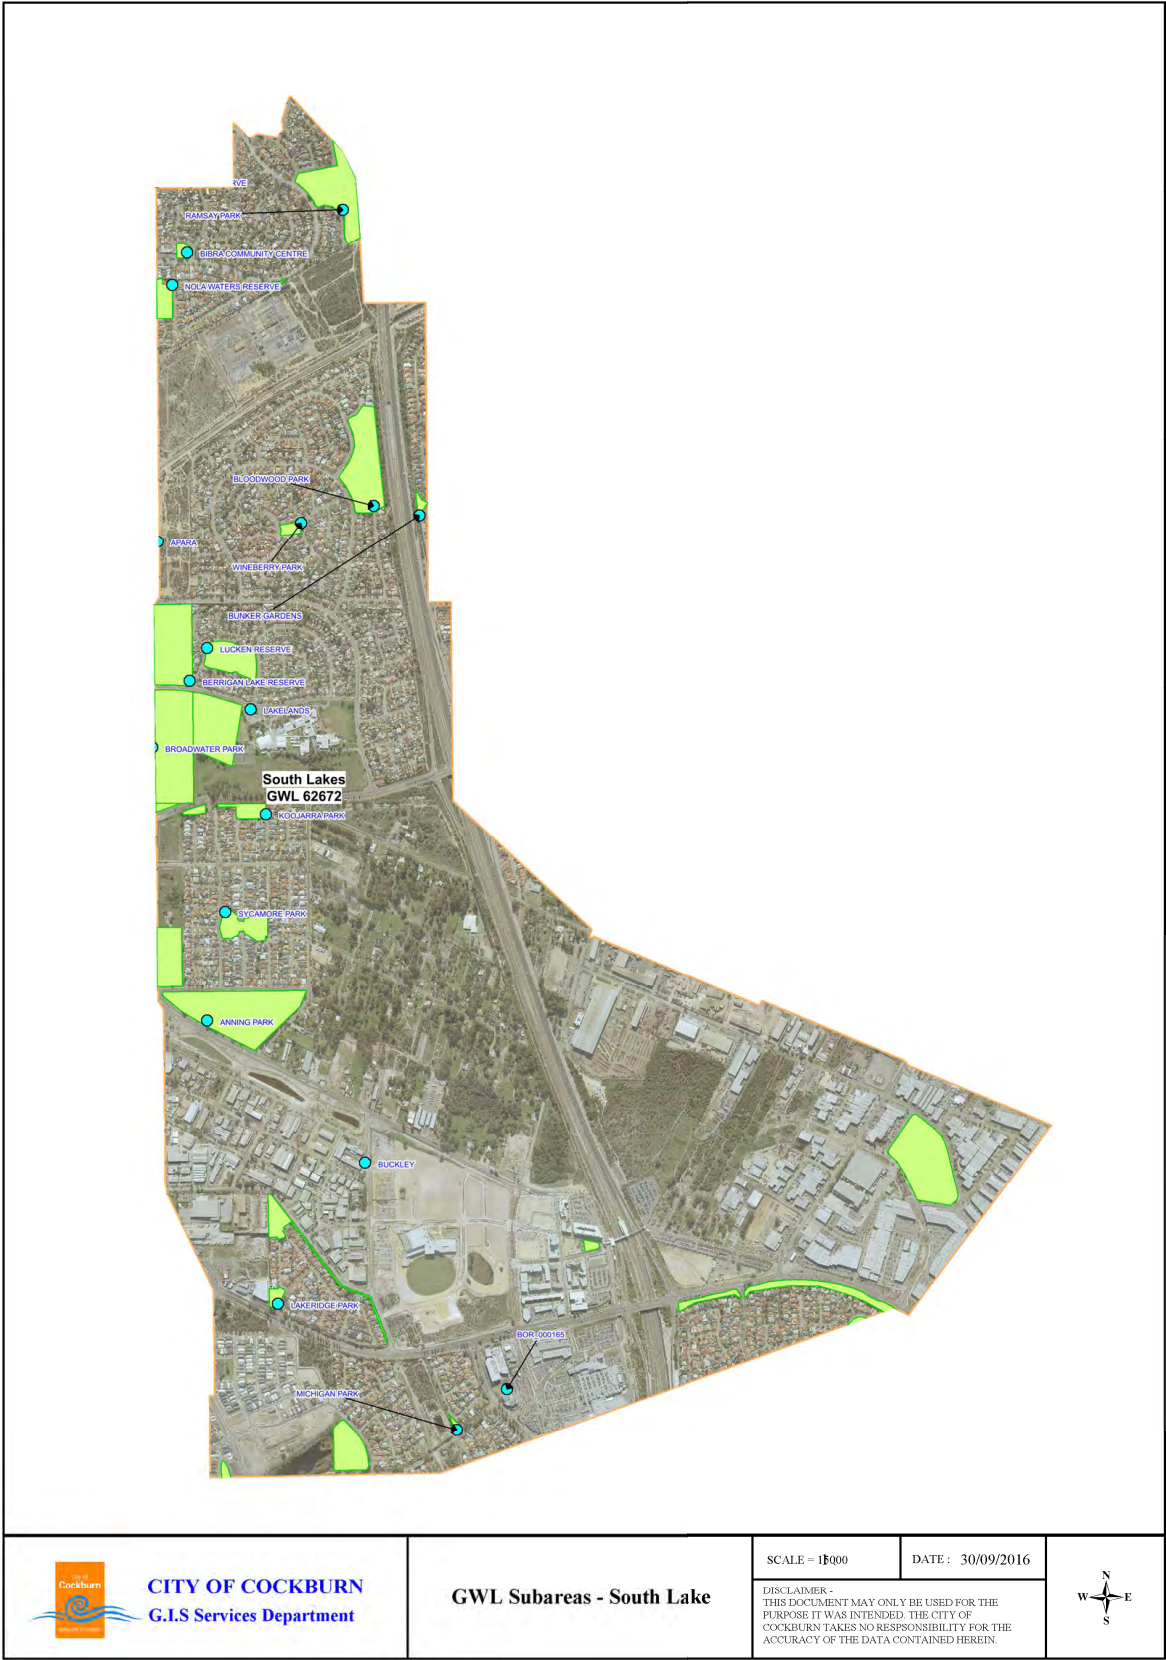 RVE
RAMSAY PARK
BIBRA COMMUNITY CENTRE
NOLA WATERS RESERVE
BLOODWOOD PARK
APARA
WINEBERRY PARK
BUNKER GARDENS
LUCKEN RESERVE
BERRIGAN LAKE RESERVE
LAKELANDS
BROADWATER PARK
South Lakes
GWL 62672
KOOJARRA PARK
SYCAMORE PARK
ANNING PARK
BUCKLEY
LAKERIDGE PARK
BOR_000165
MICHIGAN PARK
City of
Cockburn
CITY OF COCKBURN
G.I.S Services Department
GWL Subareas - South Lake
SCALE =
DATE : 30/09/2016
DISCLAIMER -
THIS DOCUMENT MAY ONLY BE USED FOR THE
PURPOSE IT WAS INTENDED. THE CITY OF
COCKBURN TAKES NO RESPSONSIBILITY FOR THE
ACCURACY OF THE DATA CONTAINED HEREIN.
N
W E
S